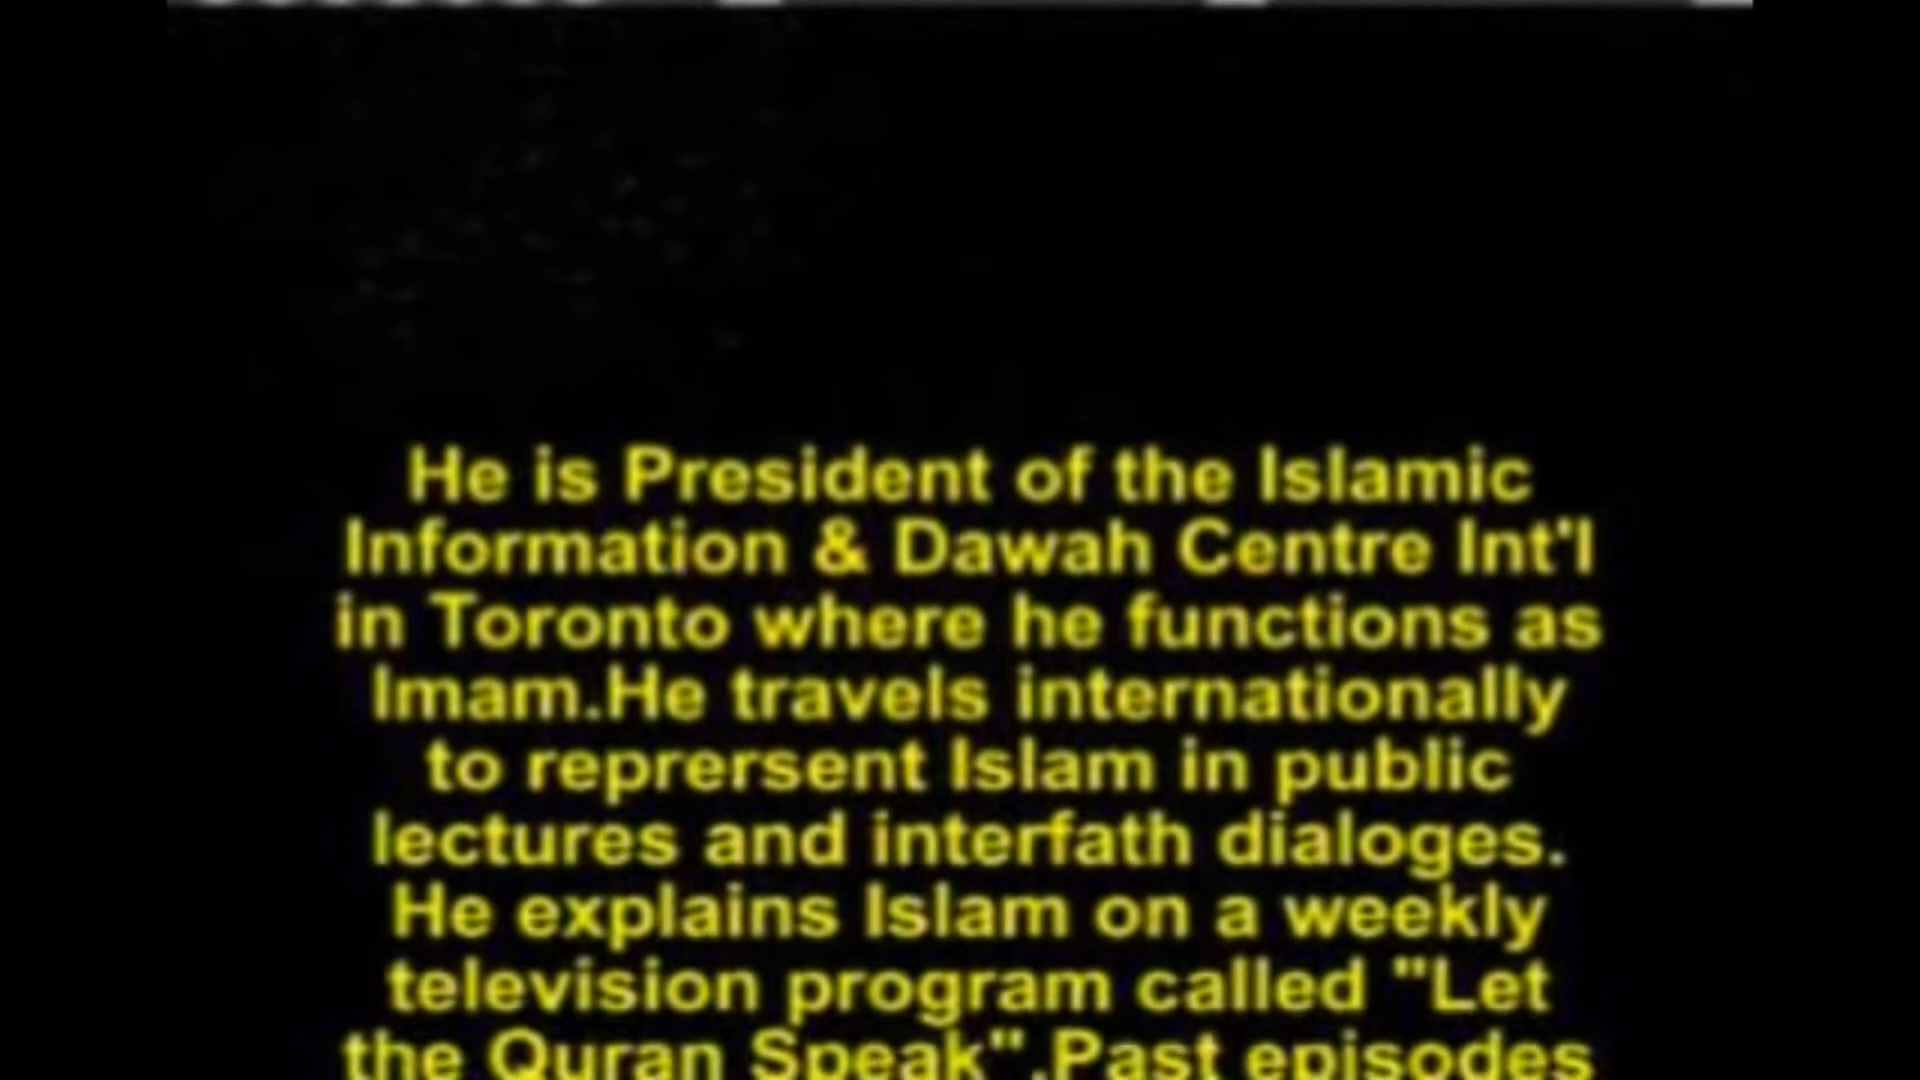 He is President of the Islamic
Information & Dawah Centre Int'l
in Toronto where he functions as
Imam.He travels internationally
to reprersent Islam in public
lectures and interfath dialoges.
He explains Islam on a weekly
television program called "Let
the Quran Speak".Past episodes